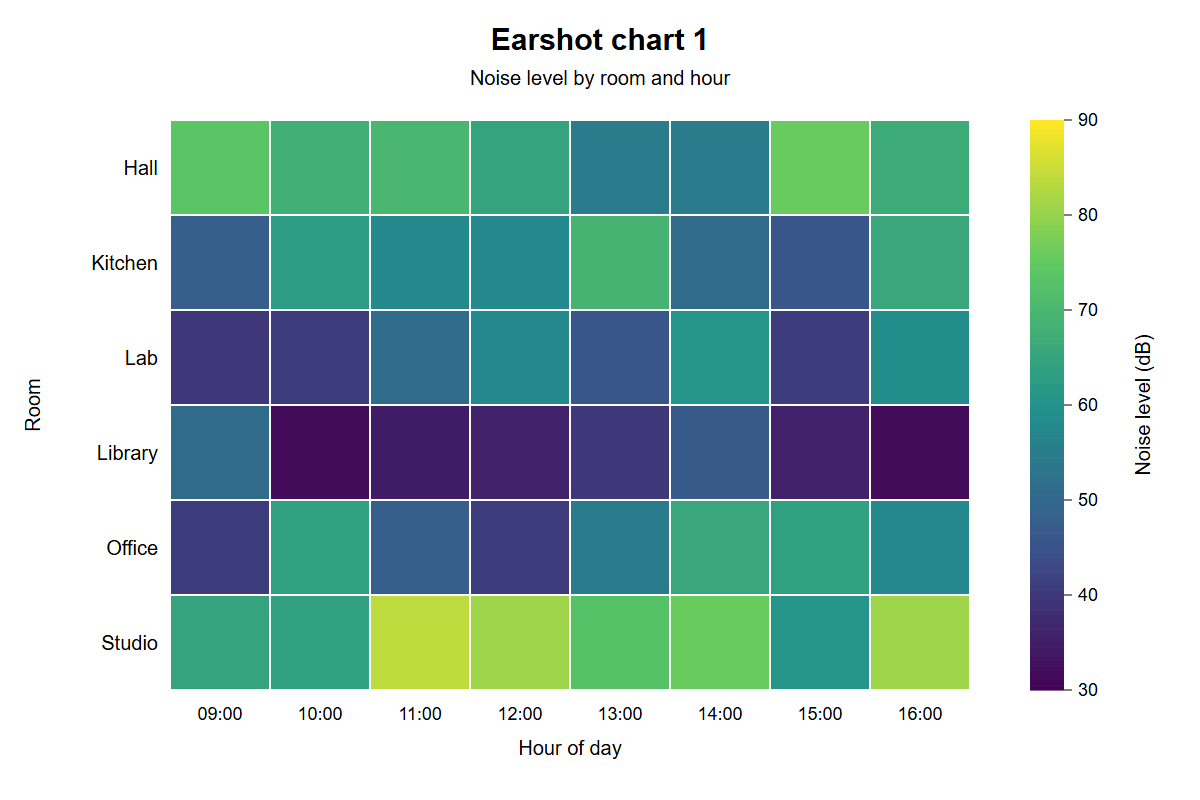 Earshot chart 1
Noise level by room and hour
Hall
Kitchen
Lab
Library
Office
Studio
Room
09:00 10:00 11:00 12:00 13:00 14:00 15:00 16:00
Hour of day
90
80
70
60
50
40
30
Noise level (dB)